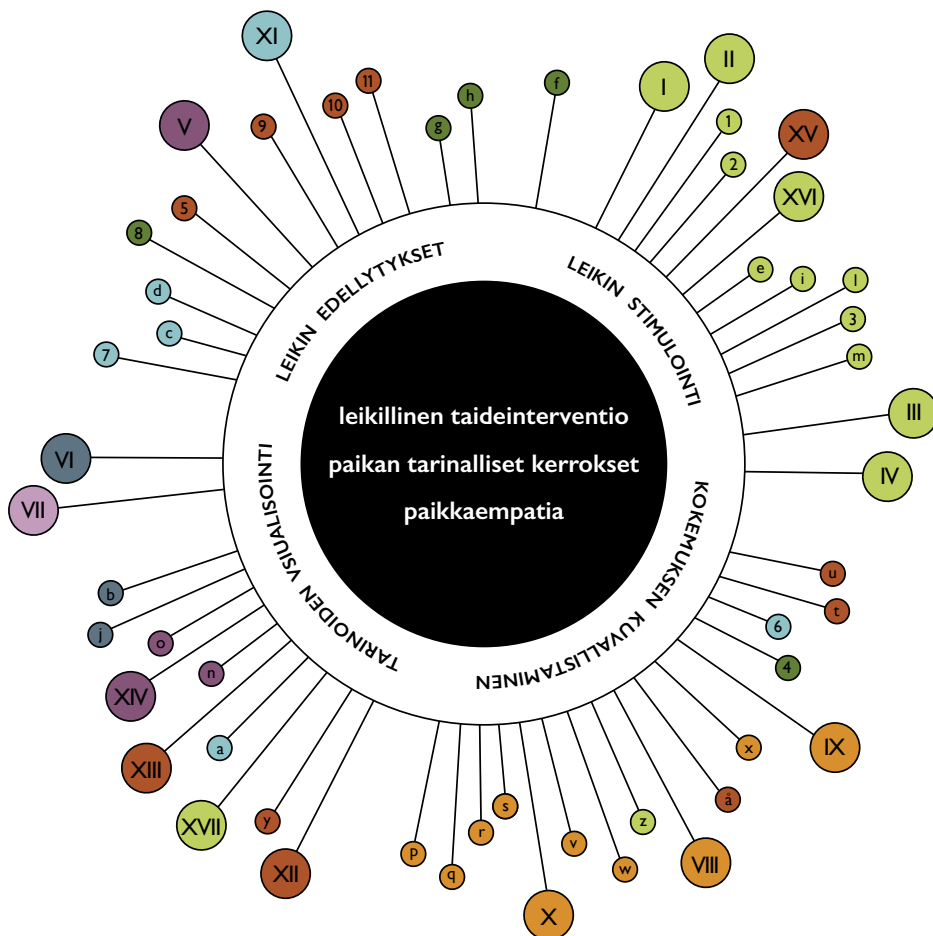 XI
II
I
11
f
h
10
V
9
1
XV
g
2
XVI
5
8
e
i
l
d
3
c
7
m
LEIKIN EDELLYTYKSET
LEIKIN STIMULOINTI
leikillinen taideinterventio
paikan tarinalliset kerrokset
paikkaempatia
III
VI
IV
VII
TARINOIDEN VSIUALISOINTI
KOKEMUKSEN KUVALLISTAMINEN
u
b
t
6
j
o
4
n
XIV
IX
x
XIII
a
å
s
y
z
XVII
r
v
p
VIII
w
XII
q
X